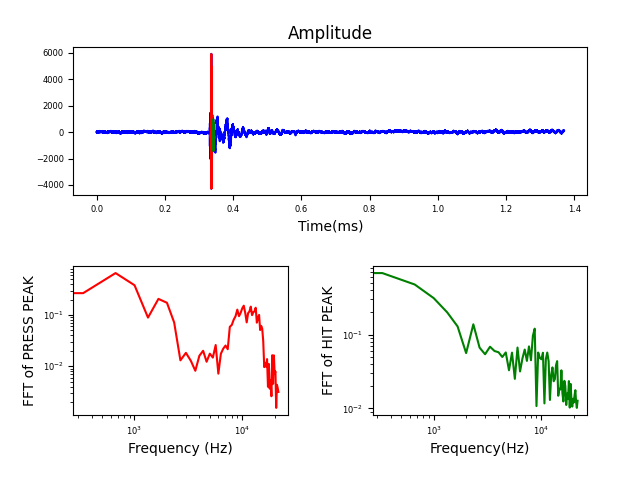 Amplitude
6000
4000
2000
0
−2000
−4000
0.0 0.2 0.4 0.6 0.8 1.0 1.2 1.4
Time(ms)
FFT of PRESS PEAK
10⁻¹
10⁻²
10³ 10⁴
Frequency (Hz)
FFT of HIT PEAK
10⁻¹
10⁻²
10³ 10⁴
Frequency(Hz)